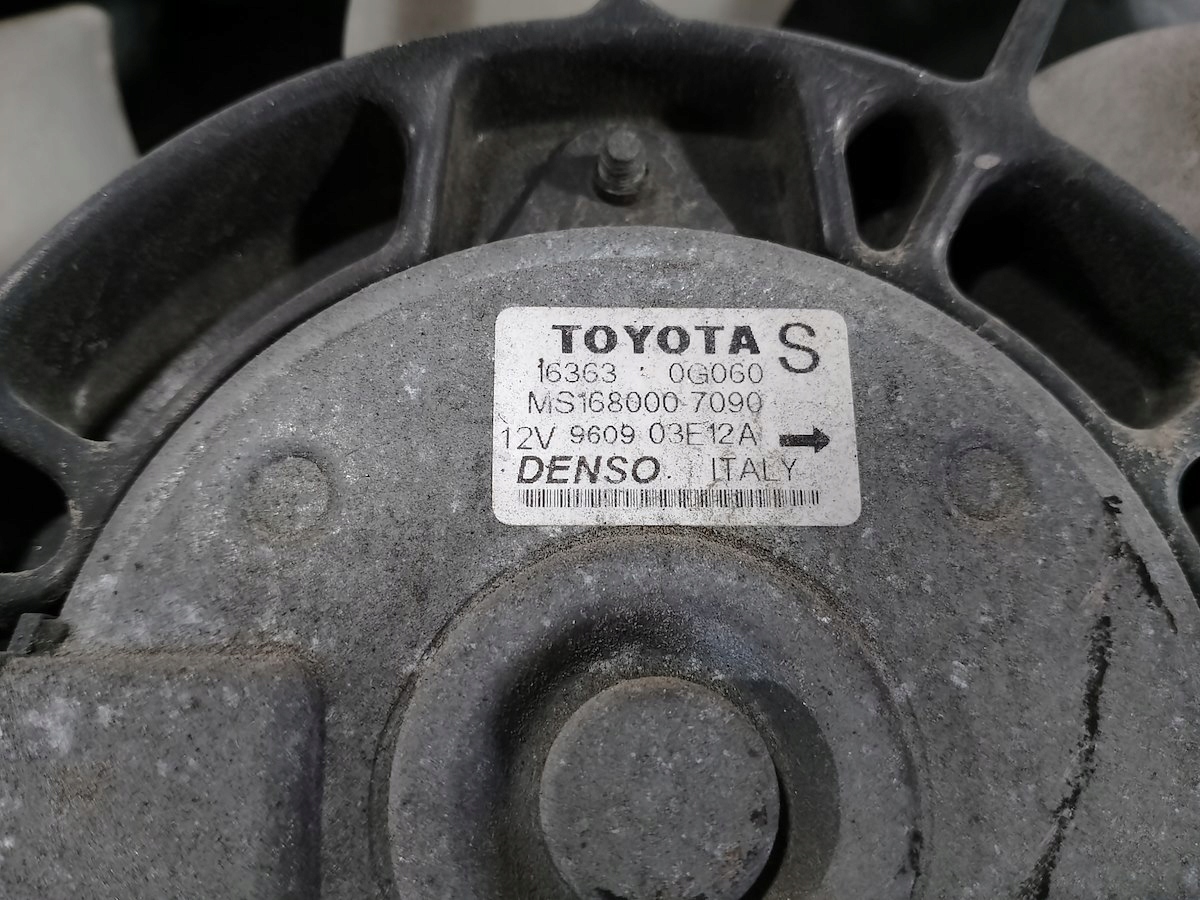 TOYOTA S
16363 - 0G060
MS168000-7090
12V 9609 03E12A
DENSO. ITALY